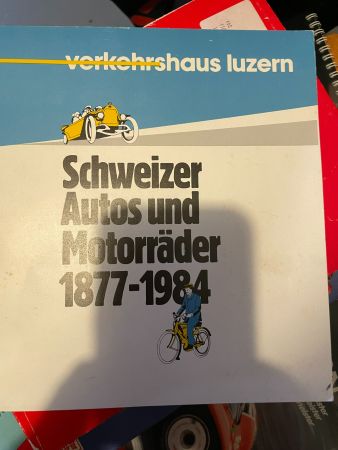 verkehrshaus luzern
Schweizer
Autos und
Motorräder
1877-1984